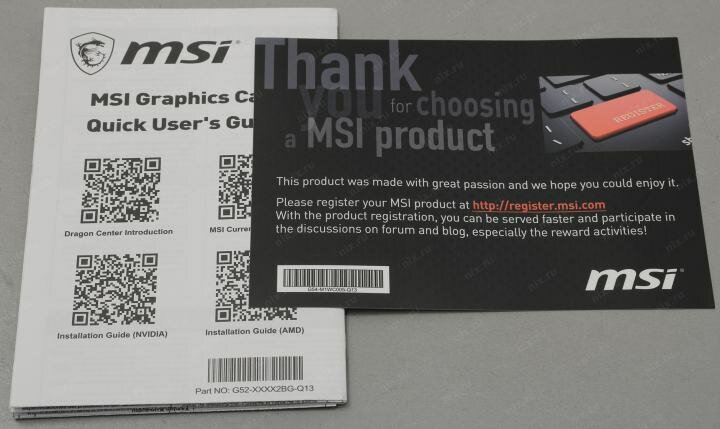 msi
MSI Graphics Ca
Quick User's Gu
Dragon Center Introduction
MSI Curren
Installation Guide (NVIDIA)
Installation Guide (AMD)
Part NO: G52-XXXX2BG-Q13
Thank
you for choosing
a MSI product
REGISTER
This product was made with great passion and we hope you could enjoy it.
Please register your MSI product at http://register.msi.com
With the product registration, you can be served faster and participate in
the discussions on forum and blog, especially the reward activities!
G54-M1WC005-Q13
msi